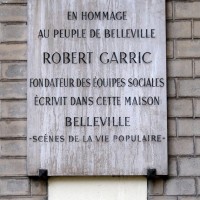 EN HOMMAGE
AU PEUPLE DE BELLEVILLE
ROBERT GARRIC
FONDATEUR DES ÉQUIPES SOCIALES
ÉCRIVIT DANS CETTE MAISON
BELLEVILLE
-SCÈNES DE LA VIE POPULAIRE-